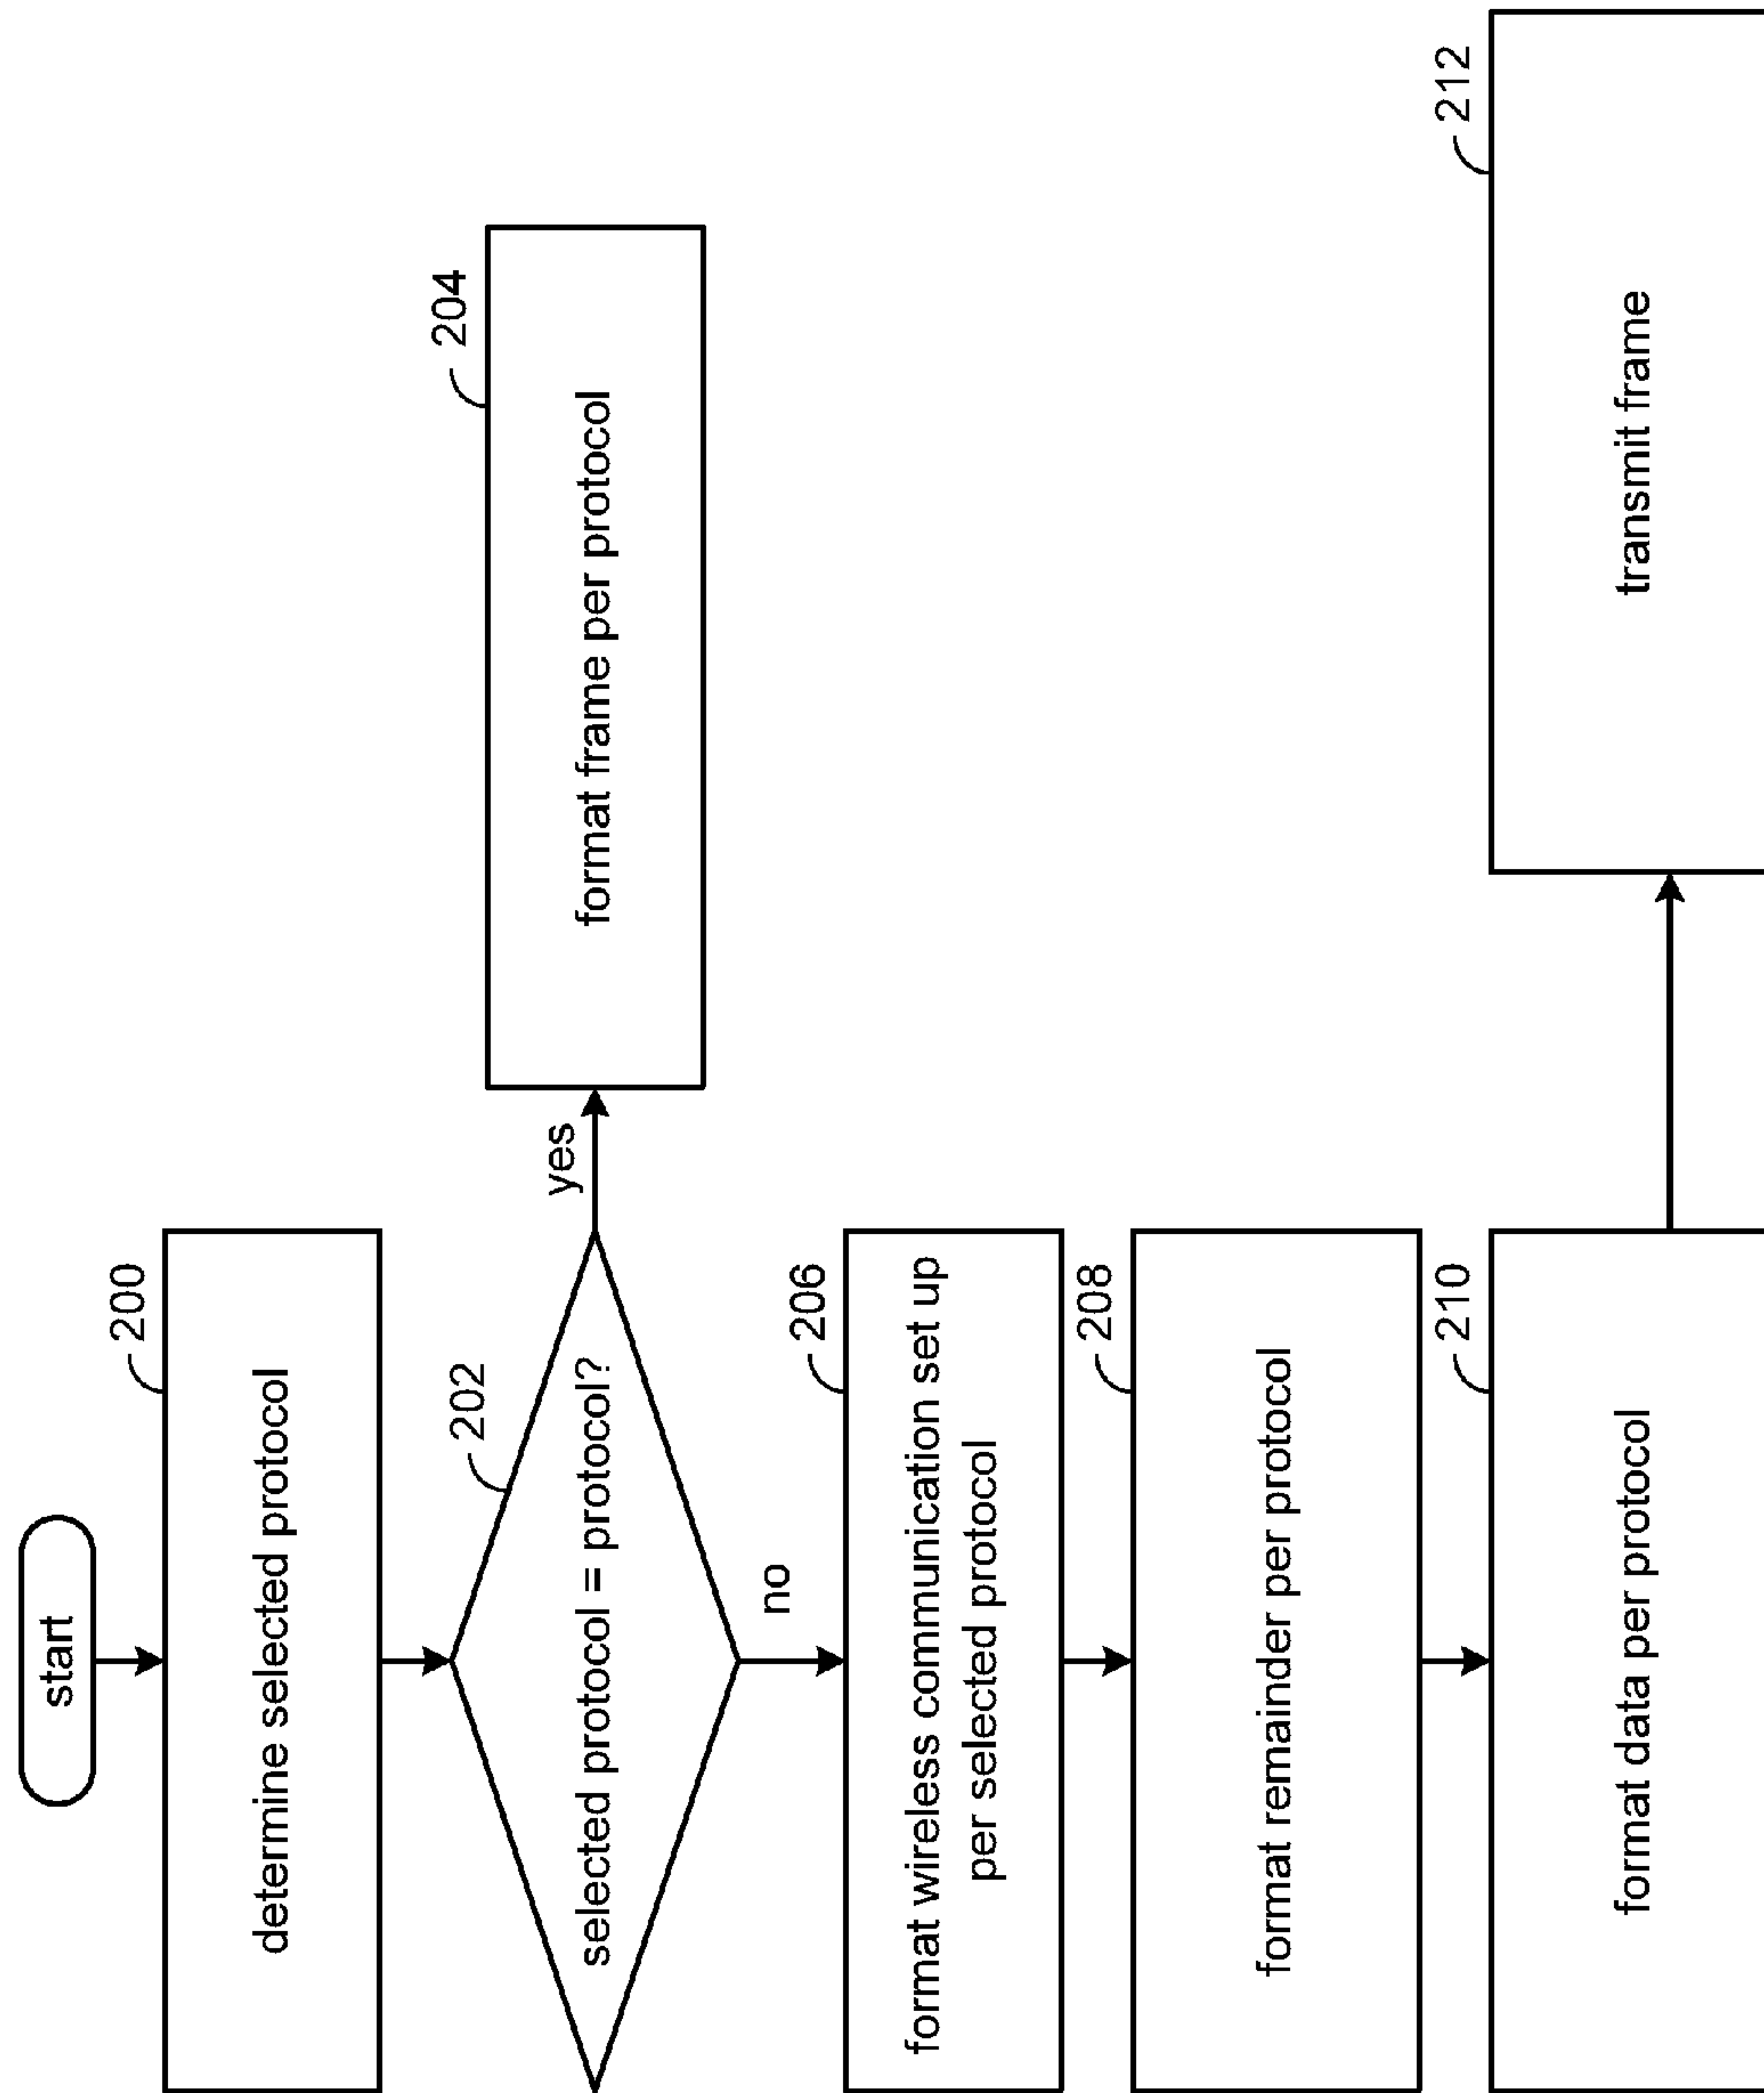 start
200
determine selected protocol
202
selected protocol = protocol?
yes
204
format frame per protocol
no
206
format wireless communication set up
per selected protocol
208
format remainder per protocol
210
format data per protocol
212
transmit frame